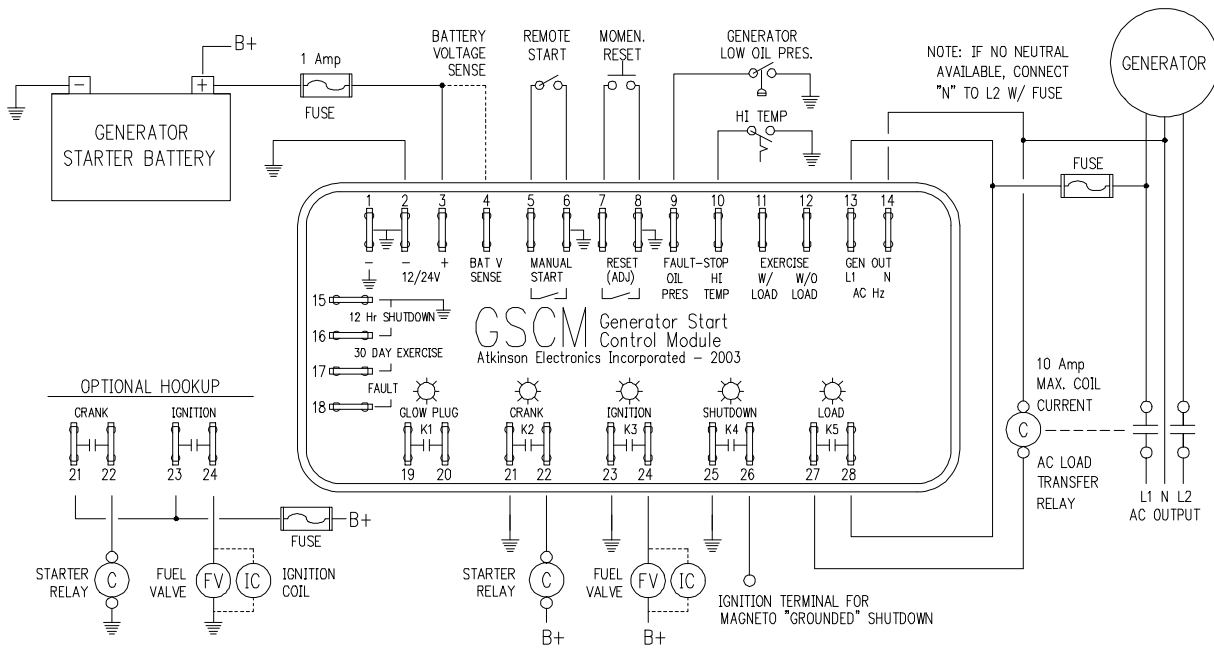 B+
1 Amp
FUSE
-
+
GENERATOR
STARTER BATTERY
BATTERY
VOLTAGE
SENSE
REMOTE
START
MOMEN.
RESET
GENERATOR
LOW OIL PRES.
HI TEMP
NOTE: IF NO NEUTRAL
AVAILABLE, CONNECT
"N" TO L2 W/ FUSE
GENERATOR
FUSE
1 2 3 4 5 6 7 8 9 10 11 12 13 14
- - +
12/24V
BAT V
SENSE
MANUAL
START
RESET
(ADJ)
FAULT-STOP
OIL
PRES
HI
TEMP
EXERCISE
W/
LOAD
W/O
LOAD
GEN OUT
L1 N
AC Hz
15
12 Hr SHUTDOWN
16
30 DAY EXERCISE
17
FAULT
18
GSCM Generator Start
Control Module
Atkinson Electronics Incorporated - 2003
GLOW PLUG
K1
19 20
CRANK
K2
21 22
IGNITION
K3
23 24
SHUTDOWN
K4
25 26
LOAD
K5
27 28
OPTIONAL HOOKUP
CRANK
21 22
IGNITION
23 24
FUSE
B+
STARTER
RELAY
C
FUEL
VALVE
FV
IC
IGNITION
COIL
STARTER
RELAY
C
B+
FUEL
VALVE
FV
IC
B+
IGNITION TERMINAL FOR
MAGNETO "GROUNDED" SHUTDOWN
10 Amp
MAX. COIL
CURRENT
C
AC LOAD
TRANSFER
RELAY
L1 N L2
AC OUTPUT